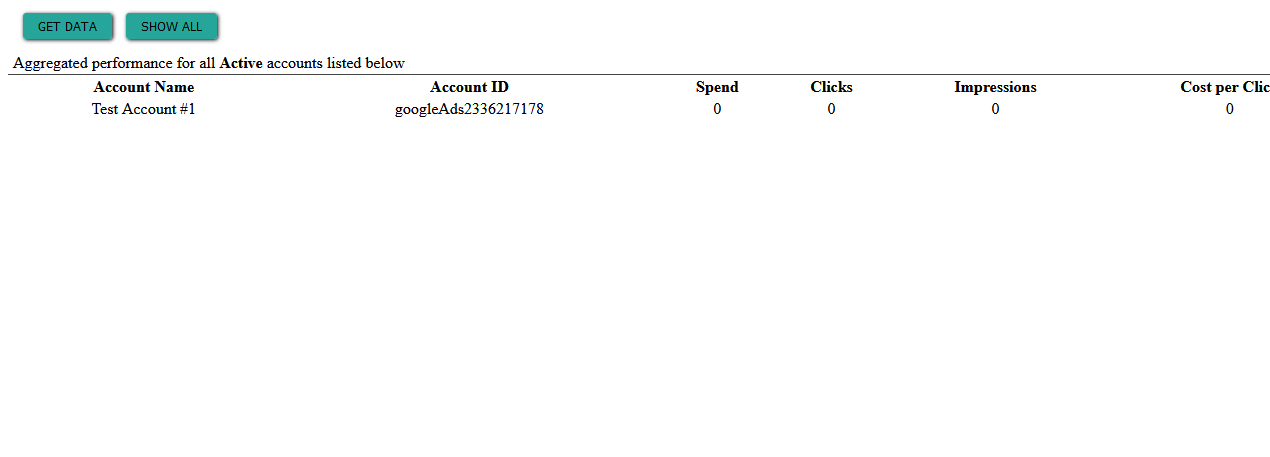 GET DATA SHOW ALL
Aggregated performance for all Active accounts listed below
Account Name Account ID Spend Clicks Impressions Cost per Clic
Test Account #1 googleAds2336217178 0 0 0 0